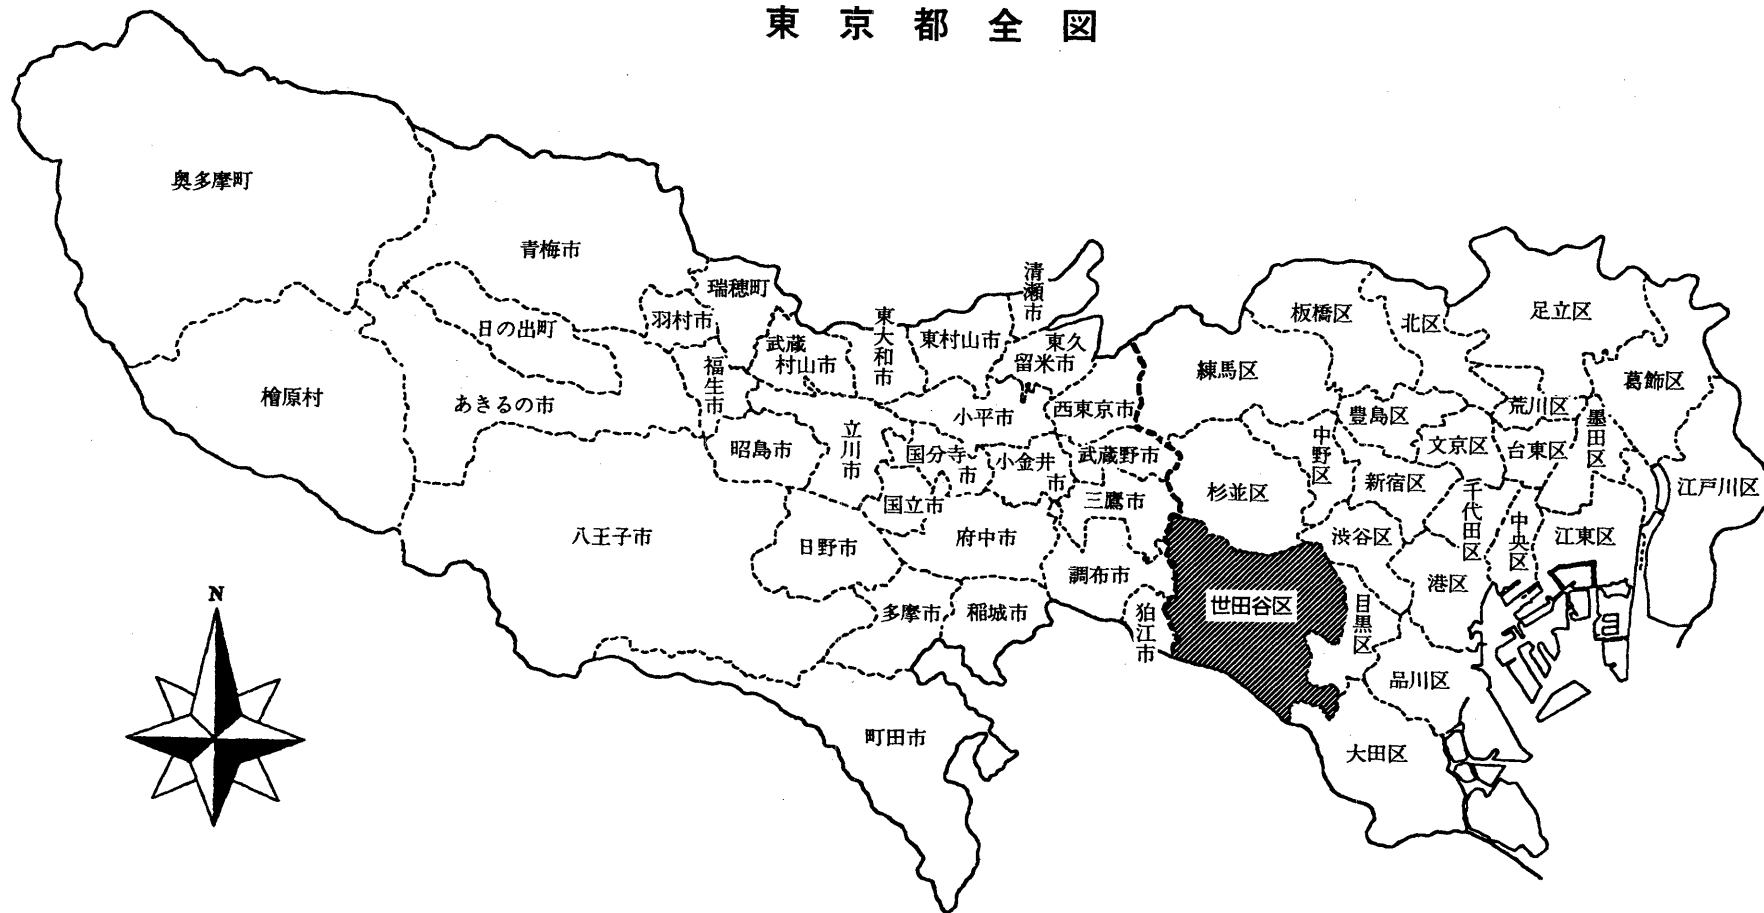 東京都全図
奥多摩町
青梅市
瑞穂町
羽村市
日の出町
檜原村
あきるの市
福生市
武蔵
村山市
東大和市
東村山市
清瀬市
東久
留米市
昭島市
立川市
小平市
西東京市
国分寺
市
小金井
市
武蔵野市
国立市
三鷹市
八王子市
日野市
府中市
調布市
多摩市
稲城市
狛江市
町田市
板橋区
北区
足立区
練馬区
葛飾区
豊島区
荒川区
墨田区
中野区
文京区
台東区
杉並区
新宿区
千代田区
江戸川区
渋谷区
中央区
江東区
世田谷区
目黒区
港区
品川区
大田区
N